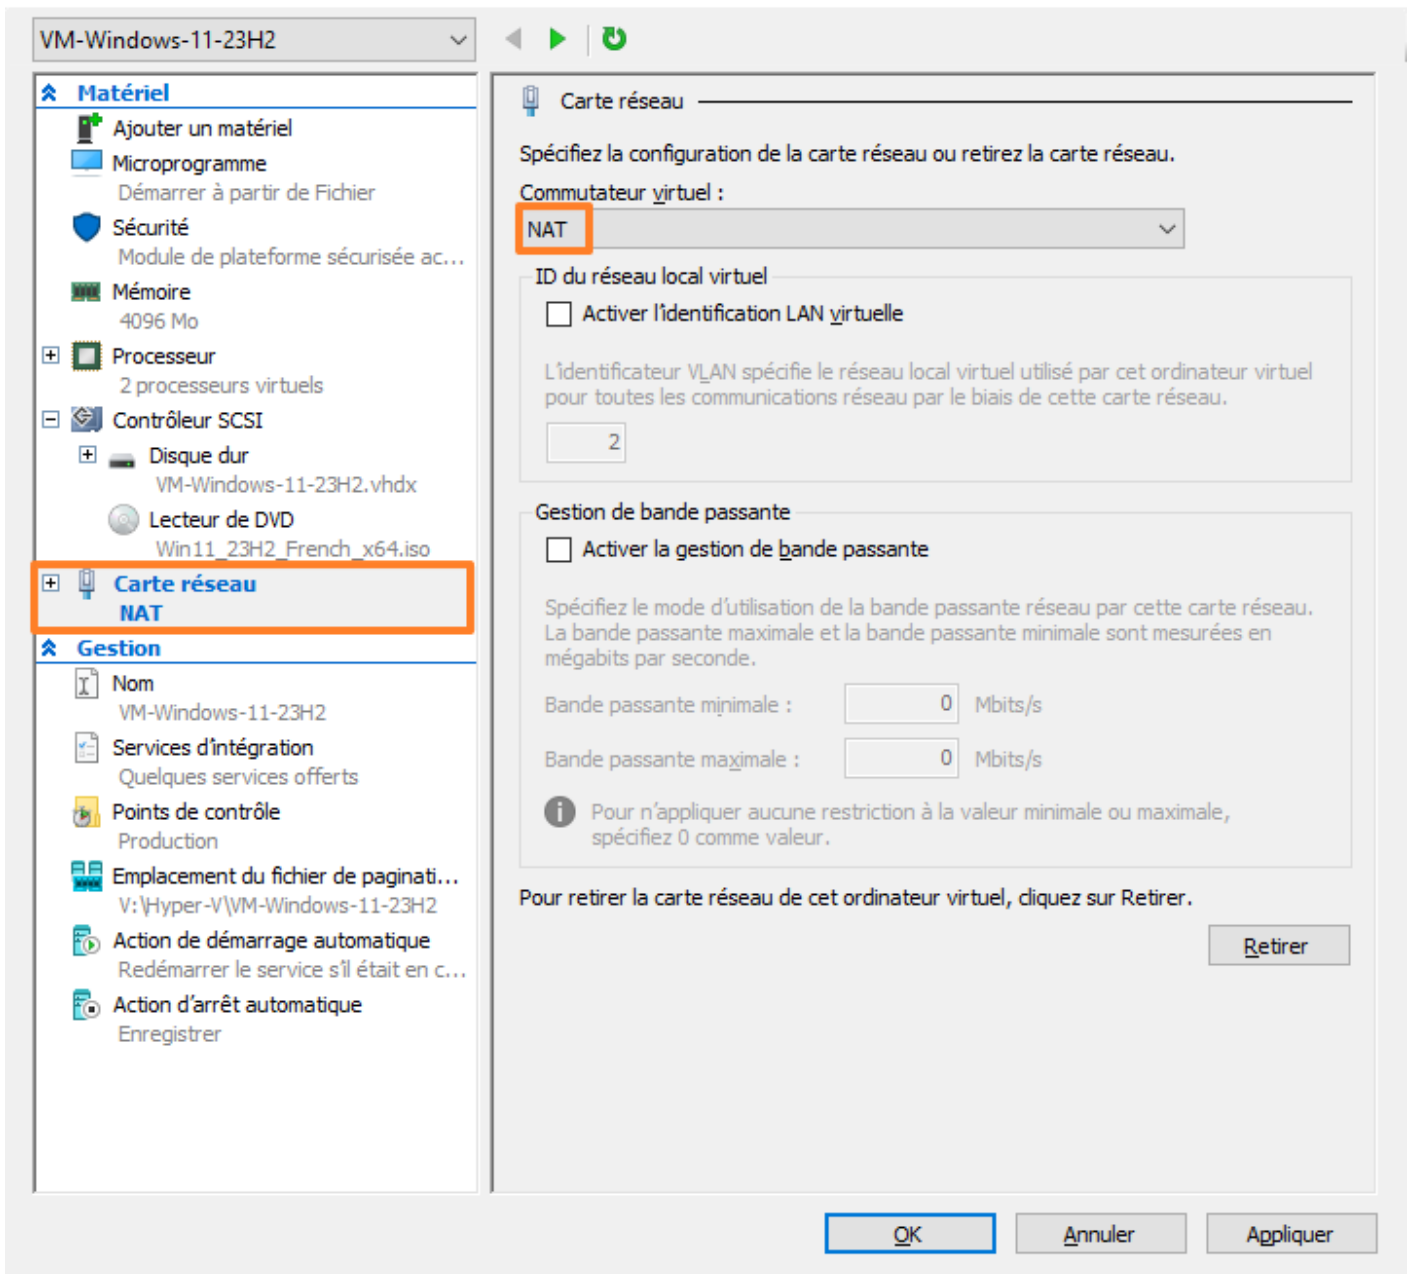 VM-Windows-11-23H2
Matériel
Ajouter un matériel
Microprogramme
Démarrer à partir de Fichier
Sécurité
Module de plateforme sécurisée ac...
Mémoire
4096 Mo
Processeur
2 processeurs virtuels
Contrôleur SCSI
Disque dur
VM-Windows-11-23H2.vhdx
Lecteur de DVD
Win11_23H2_French_x64.iso
Carte réseau
NAT
Gestion
Nom
VM-Windows-11-23H2
Services d'intégration
Quelques services offerts
Points de contrôle
Production
Emplacement du fichier de paginati...
V:\Hyper-V\VM-Windows-11-23H2
Action de démarrage automatique
Redémarrer le service s'il était en c...
Action d'arrêt automatique
Enregistrer
Carte réseau
Spécifiez la configuration de la carte réseau ou retirez la carte réseau.
Commutateur virtuel :
NAT
ID du réseau local virtuel
Activer l'identification LAN virtuelle
L'identificateur VLAN spécifie le réseau local virtuel utilisé par cet ordinateur virtuel
pour toutes les communications réseau par le biais de cette carte réseau.
2
Gestion de bande passante
Activer la gestion de bande passante
Spécifiez le mode d'utilisation de la bande passante réseau par cette carte réseau.
La bande passante maximale et la bande passante minimale sont mesurées en
mégabits par seconde.
Bande passante minimale : 0 Mbits/s
Bande passante maximale : 0 Mbits/s
Pour n'appliquer aucune restriction à la valeur minimale ou maximale,
spécifiez 0 comme valeur.
Pour retirer la carte réseau de cet ordinateur virtuel, cliquez sur Retirer.
Retirer
OK Annuler Appliquer